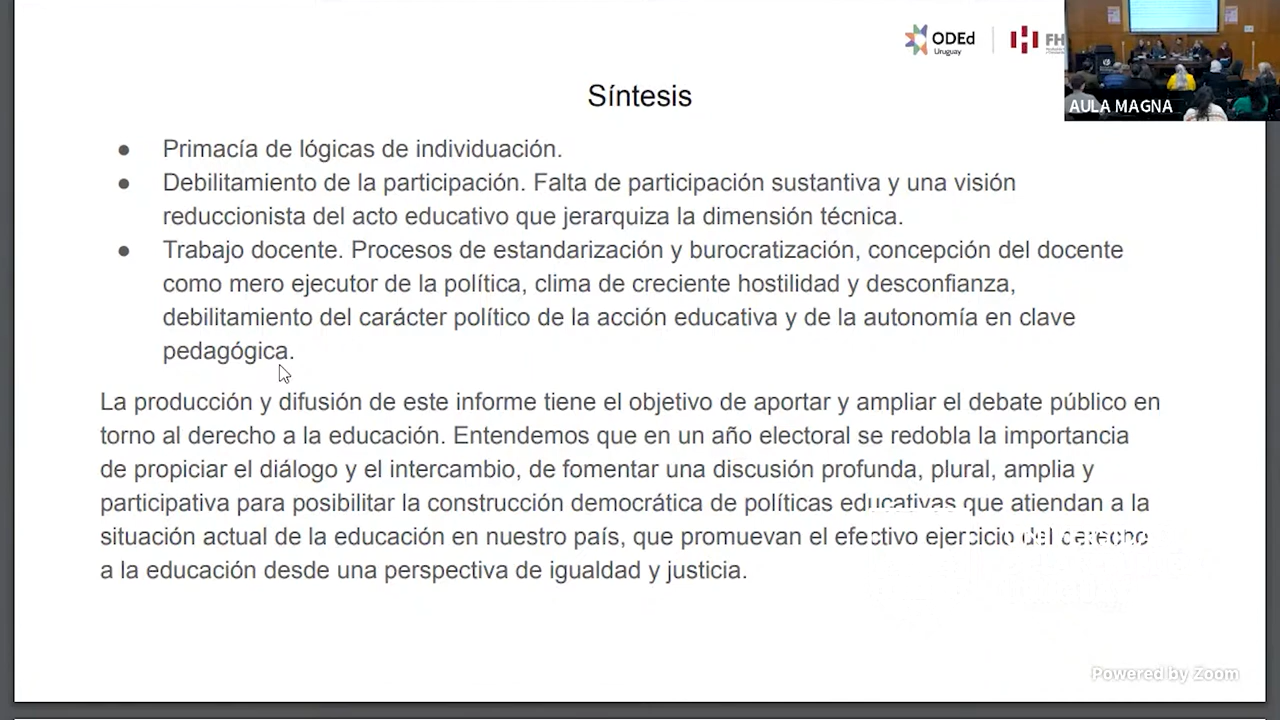 ODEd
Uruguay
FH
AULA MAGNA
Síntesis
● Primacía de lógicas de individuación.
● Debilitamiento de la participación. Falta de participación sustantiva y una visión
reduccionista del acto educativo que jerarquiza la dimensión técnica.
● Trabajo docente. Procesos de estandarización y burocratización, concepción del docente
como mero ejecutor de la política, clima de creciente hostilidad y desconfianza,
debilitamiento del carácter político de la acción educativa y de la autonomía en clave
pedagógica.
La producción y difusión de este informe tiene el objetivo de aportar y ampliar el debate público en
torno al derecho a la educación. Entendemos que en un año electoral se redobla la importancia
de propiciar el diálogo y el intercambio, de fomentar una discusión profunda, plural, amplia y
participativa para posibilitar la construcción democrática de políticas educativas que atiendan a la
situación actual de la educación en nuestro país, que promuevan el efectivo ejercicio del derecho
a la educación desde una perspectiva de igualdad y justicia.
Powered by Zoom